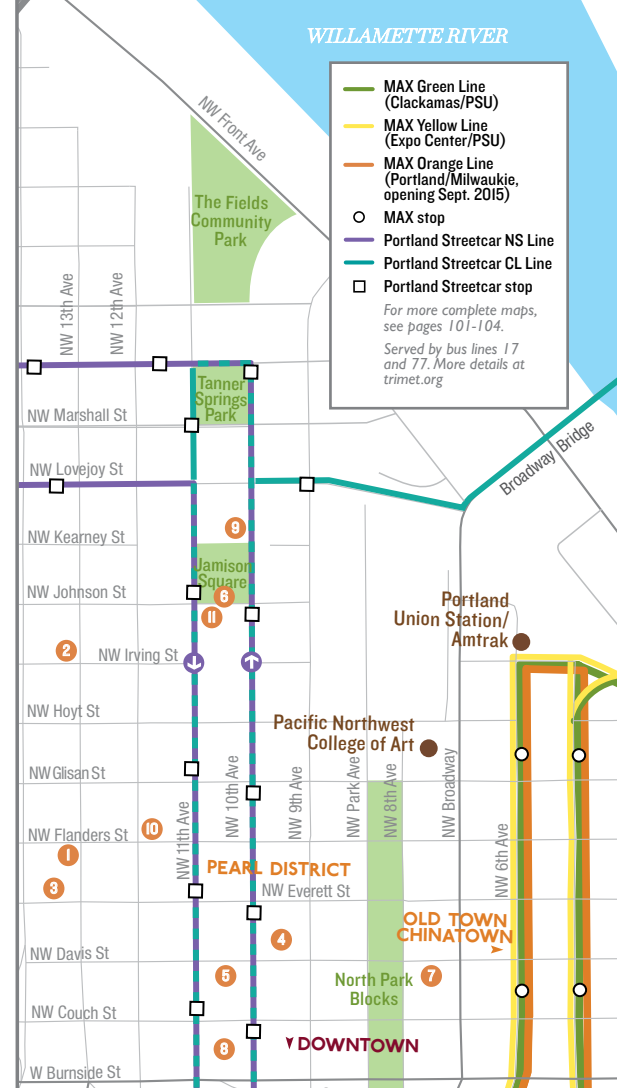 WILLAMETTE RIVER
MAX Green Line
(Clackamas/PSU)
MAX Yellow Line
(Expo Center/PSU)
MAX Orange Line
(Portland/Milwaukie,
opening Sept. 2015)
MAX stop
Portland Streetcar NS Line
Portland Streetcar CL Line
Portland Streetcar stop
For more complete maps,
see pages 101-104.
Served by bus lines 17
and 77. More details at
trimet.org
NW Front Ave
The Fields
Community
Park
NW 13th Ave
NW 12th Ave
Tanner
Springs
Park
NW Marshall St
NW Lovejoy St
Broadway Bridge
9
NW Kearney St
Jamison
Square
NW Johnson St
6
11
Portland
Union Station/
Amtrak
2
NW Irving St
NW Hoyt St
Pacific Northwest
College of Art
NW Glisan St
NW 11th Ave
NW 10th Ave
NW 9th Ave
NW Park Ave
NW 8th Ave
NW Broadway
NW 6th Ave
10
NW Flanders St
1
3
PEARL DISTRICT
NW Everett St
OLD TOWN
CHINATOWN
4
NW Davis St
5
North Park
Blocks
7
NW Couch St
8
DOWNTOWN
W Burnside St